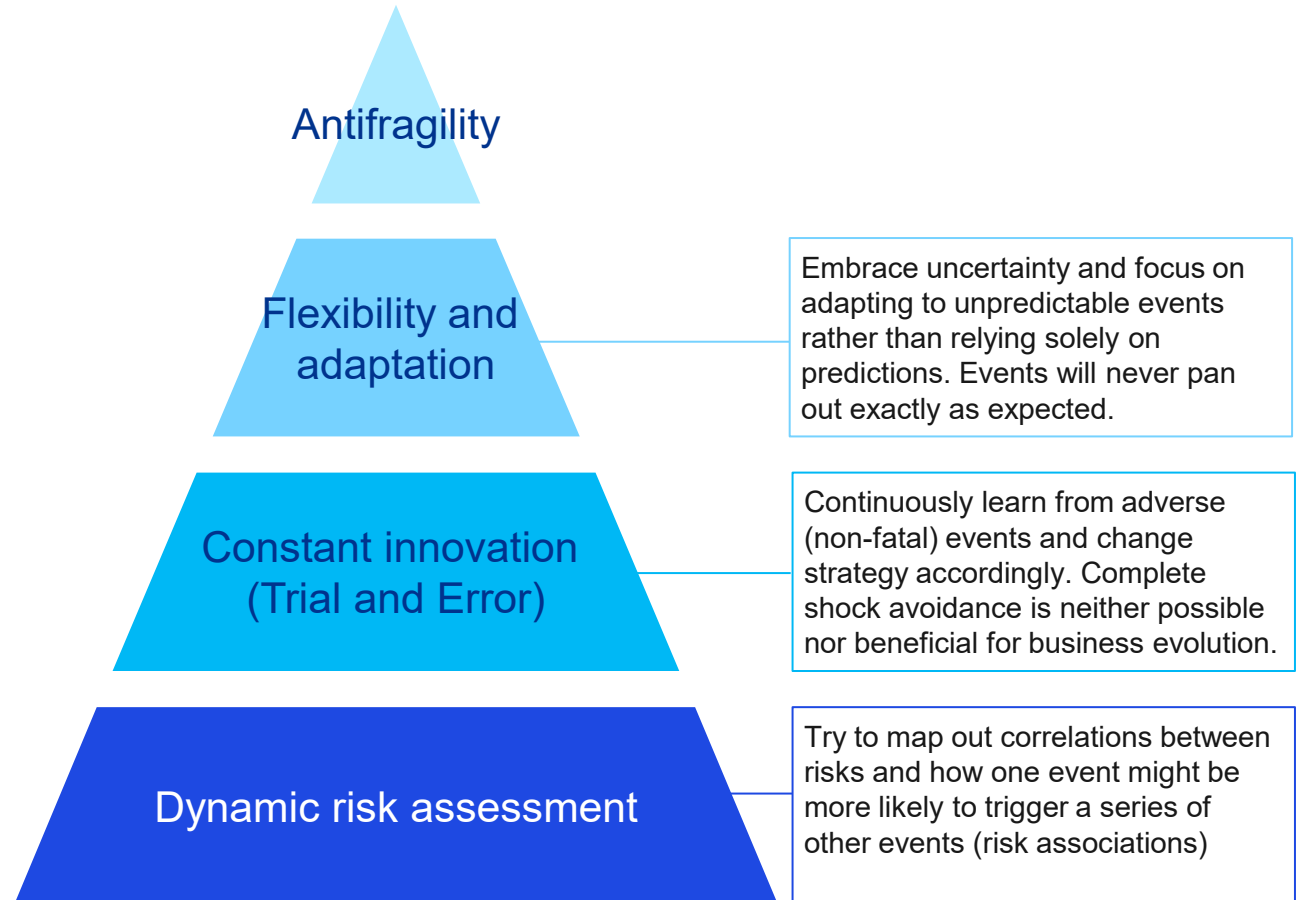 Antifragility
Flexibility and
adaptation
Embrace uncertainty and focus on
adapting to unpredictable events
rather than relying solely on
predictions. Events will never pan
out exactly as expected.
Constant innovation
(Trial and Error)
Continuously learn from adverse
(non-fatal) events and change
strategy accordingly. Complete
shock avoidance is neither possible
nor beneficial for business evolution.
Dynamic risk assessment
Try to map out correlations between
risks and how one event might be
more likely to trigger a series of
other events (risk associations)